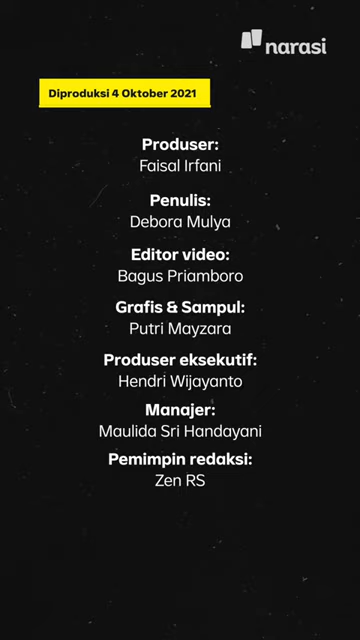 narasi
Diproduksi 4 Oktober 2021
Produser:
Faisal Irfani
Penulis:
Debora Mulya
Editor video:
Bagus Priamboro
Grafis & Sampul:
Putri Mayzara
Produser eksekutif:
Hendri Wijayanto
Manajer:
Maulida Sri Handayani
Pemimpin redaksi:
Zen RS